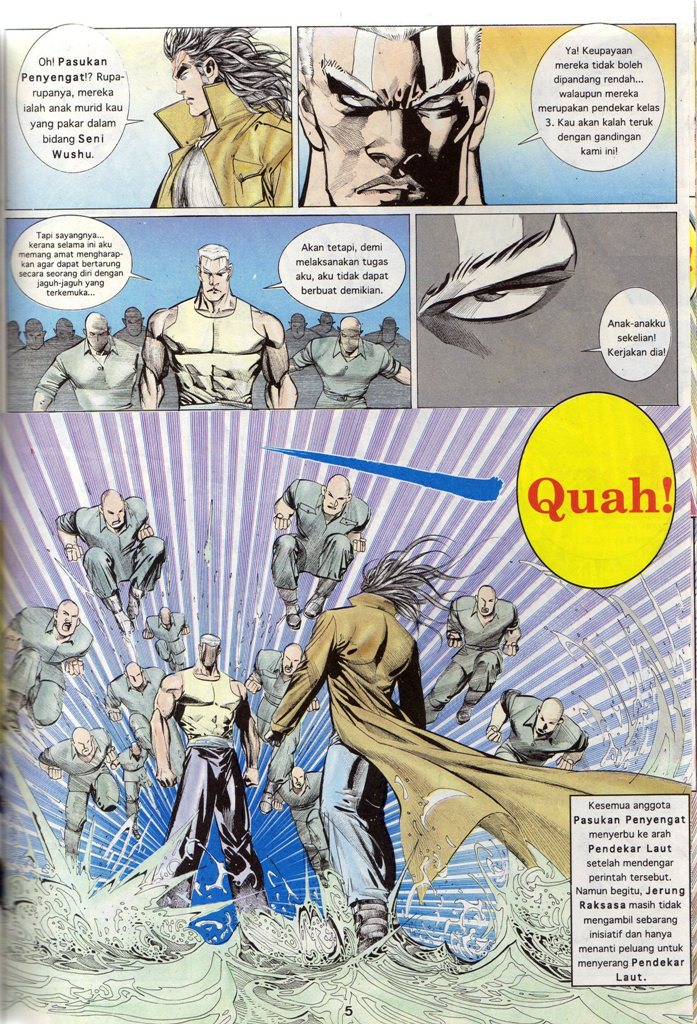 Oh! Pasukan
Penyengat!? Rupa-
rupanya, mereka
ialah anak murid kau
yang pakar dalam
bidang Seni
Wushu.
Ya! Keupayaan
mereka tidak boleh
dipandang rendah...
walaupun mereka
merupakan pendekar kelas
3. Kau akan kalah teruk
dengan gandingan
kami ini!
Tapi sayangnya...
kerana selama ini aku
memang amat mengharap-
kan agar dapat bertarung
secara seorang diri dengan
jaguh-jaguh yang
terkemuka...
Akan tetapi, demi
melaksanakan tugas
aku, aku tidak dapat
berbuat demikian.
Anak-anakku
sekelian!
Kerjakan dia!
Quah!
Kesemua anggota
Pasukan Penyengat
menyerbu ke arah
Pendekar Laut
setelah mendengar
perintah tersebut.
Namun begitu, Jerung
Raksasa masih tidak
mengambil sebarang
inisiatif dan hanya
menanti peluang untuk
menyerang Pendekar
Laut.
5